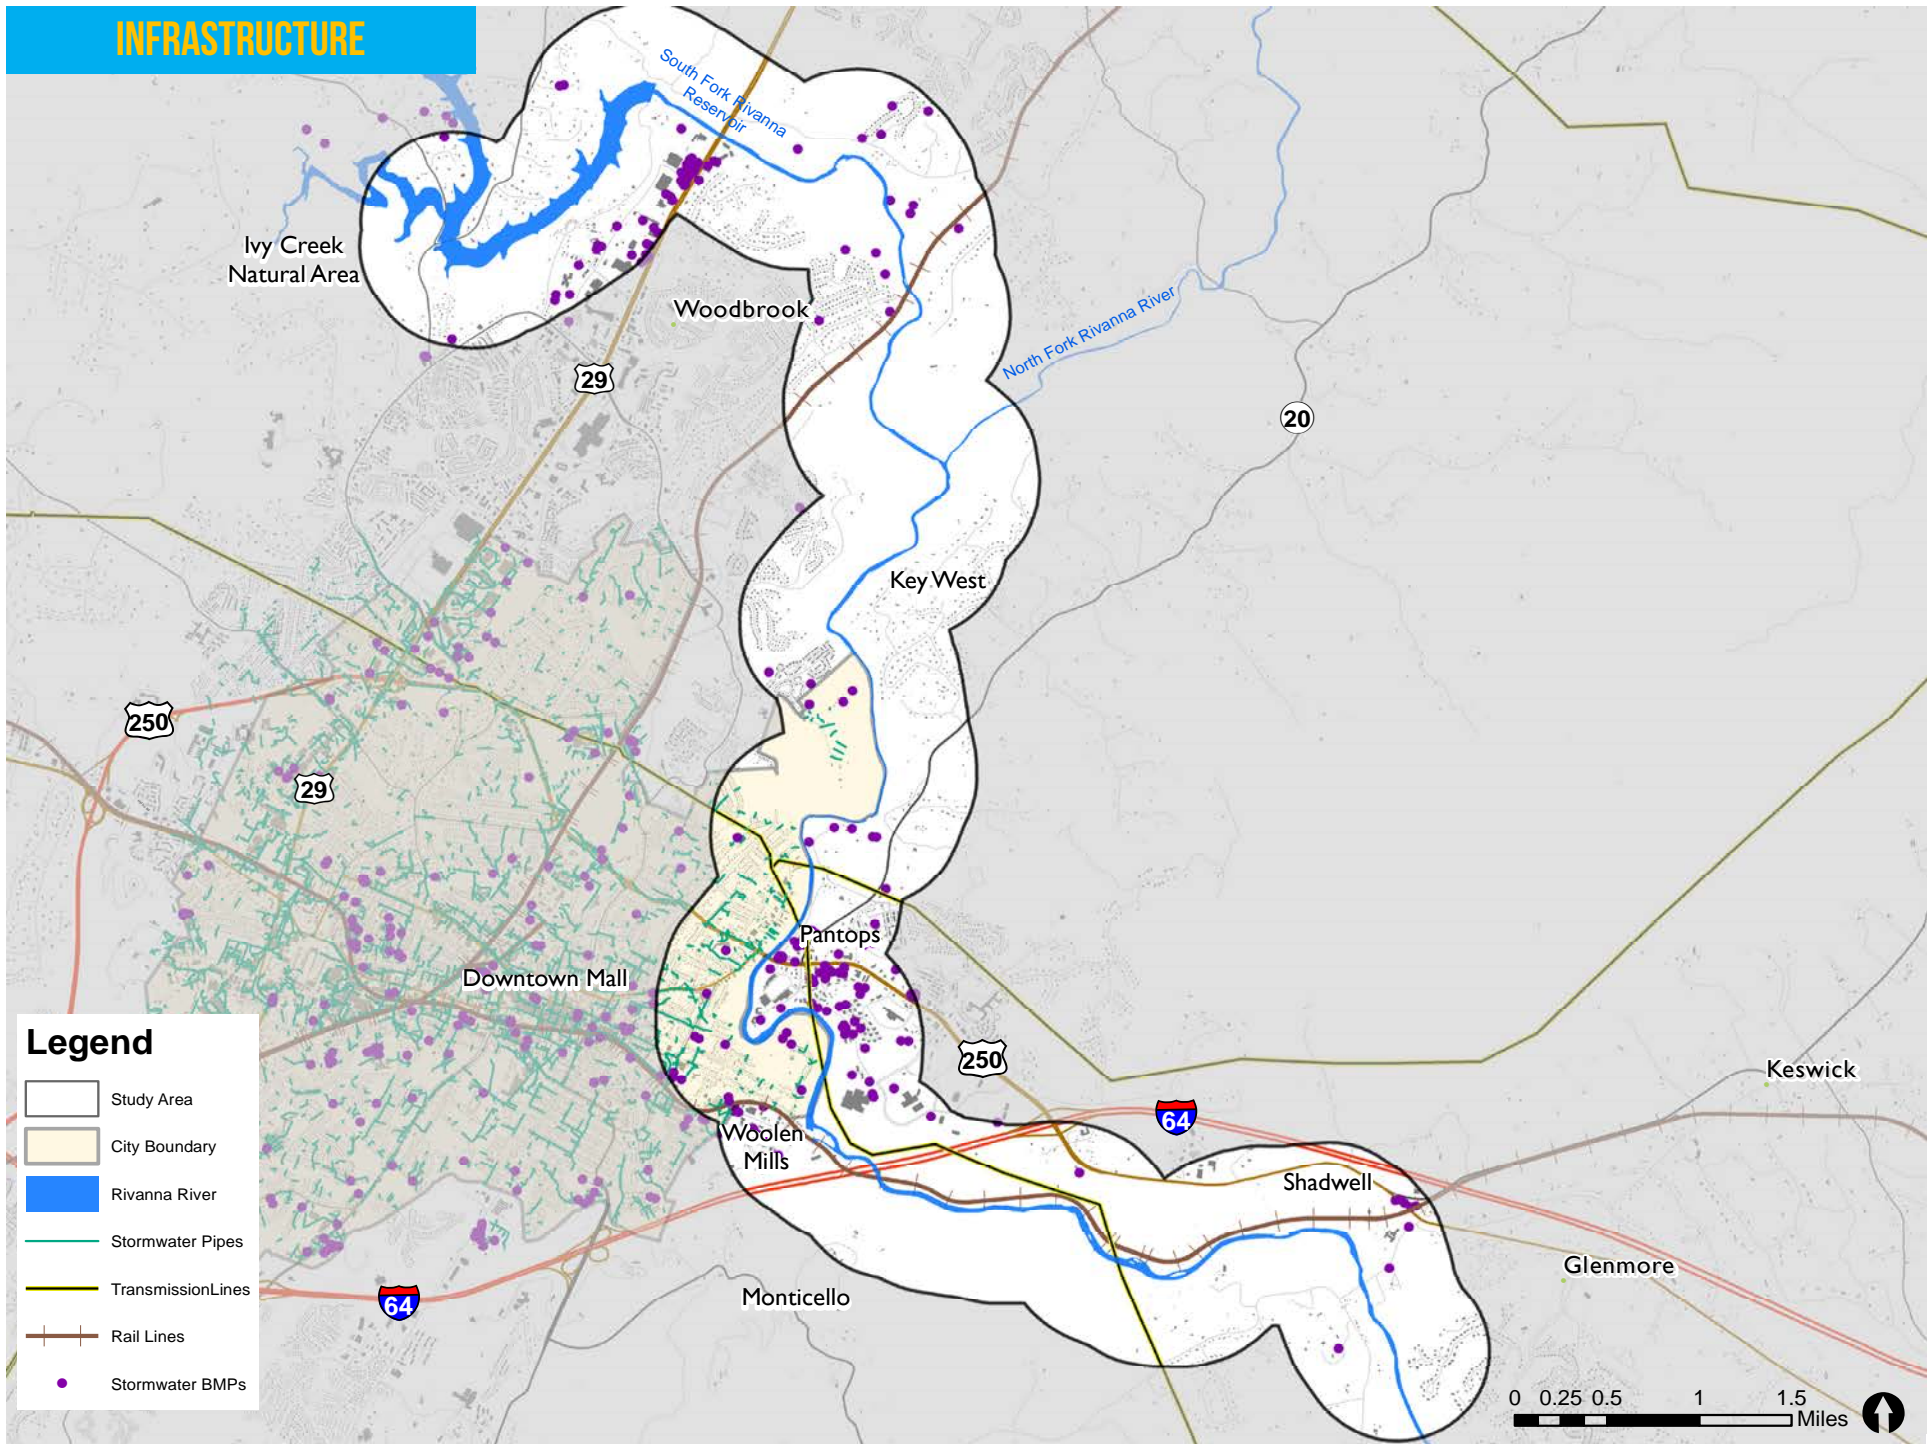 INFRASTRUCTURE
South Fork Rivanna
Reservoir
Ivy Creek
Natural Area
Woodbrook
North Fork Rivanna River
29
20
Key West
250
29
Pantops
Downtown Mall
250
Keswick
64
Woolen
Mills
Shadwell
Glenmore
Monticello
64
Legend
Study Area
City Boundary
Rivanna River
Stormwater Pipes
TransmissionLines
Rail Lines
Stormwater BMPs
0 0.25 0.5 1 1.5
Miles